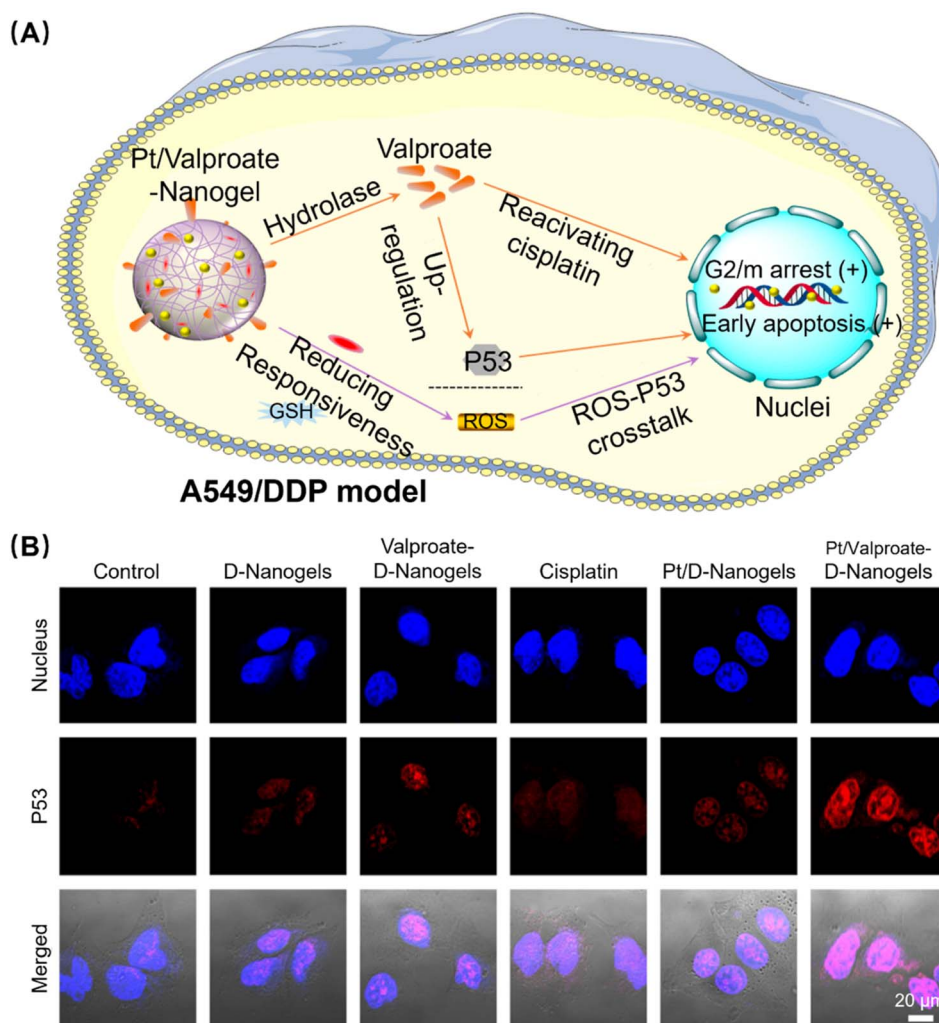 (A)
Pt/Valproate
-Nanogel
Hydrolase
Valproate
Reacivating
cisplatin
Up-
regulation
G2/m arrest (+)
Early apoptosis (+)
P53
Reducing
Responsiveness
GSH
ROS
ROS-P53
crosstalk
Nuclei
A549/DDP model
(B)
Control
D-Nanogels
Valproate-
D-Nanogels
Cisplatin
Pt/D-Nanogels
Pt/Valproate-
D-Nanogels
Nucleus
P53
Merged
20 μm